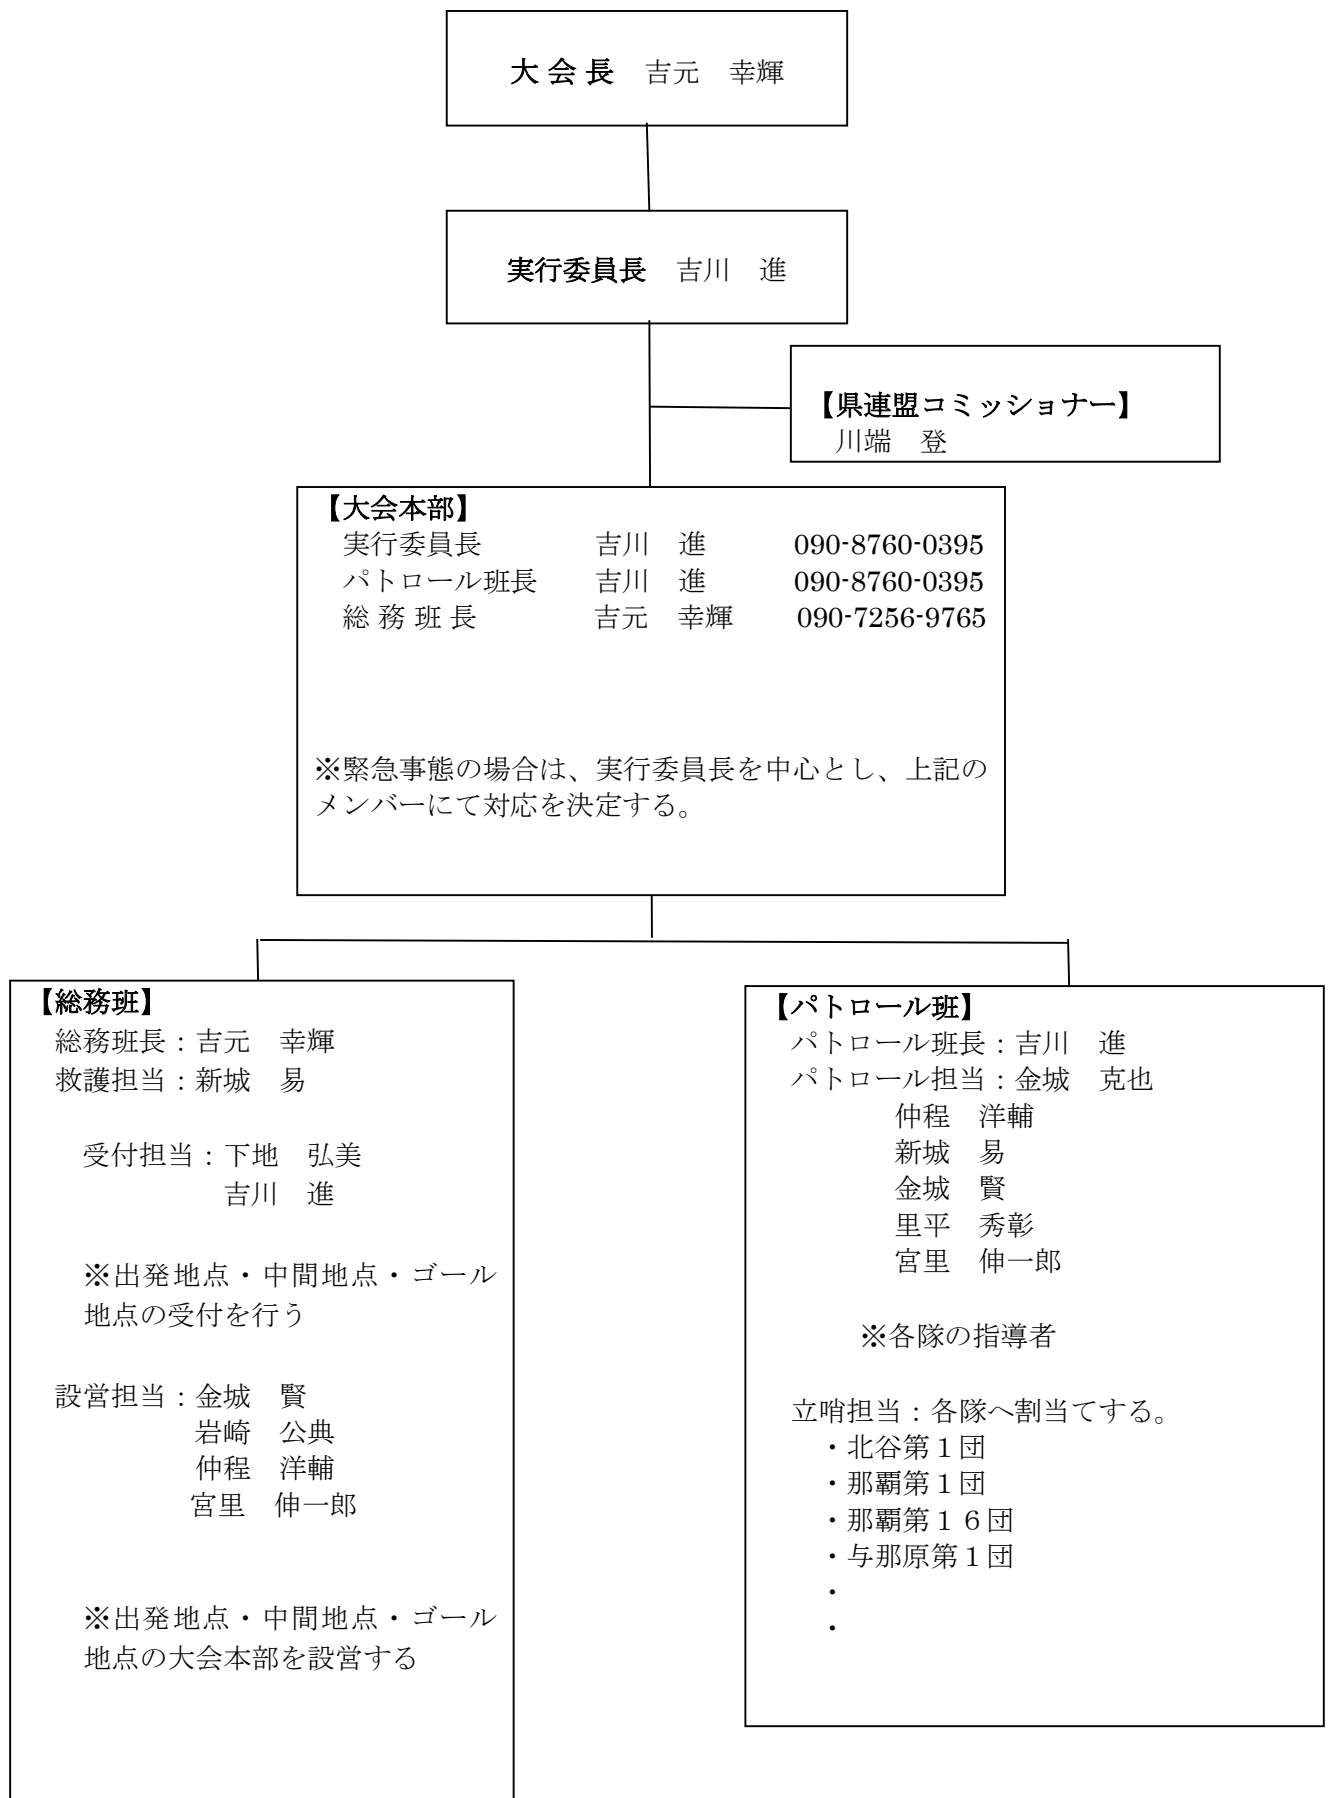 大 会 長　吉元　幸輝
実行委員長　吉川　進
【県連盟コミッショナー】
川端　登
【大会本部】
実行委員長　吉川　進　090-8760-0395
パトロール班長　吉川　進　090-8760-0395
総 務 班 長　吉元　幸輝　090-7256-9765
※緊急事態の場合は、実行委員長を中心とし、上記の
メンバーにて対応を決定する。
【総務班】
総務班長：吉元　幸輝
救護担当：新城　易
受付担当：下地　弘美
吉川　進
※出発地点・中間地点・ゴール
地点の受付を行う
設営担当：金城　賢
岩崎　公典
仲程　洋輔
宮里　伸一郎
※出発地点・中間地点・ゴール
地点の大会本部を設営する
【パトロール班】
パトロール班長：吉川　進
パトロール担当：金城　克也
仲程　洋輔
新城　易
金城　賢
里平　秀彰
宮里　伸一郎
※各隊の指導者
立哨担当：各隊へ割当てする。
・北谷第１団
・那覇第１団
・那覇第１６団
・与那原第１団
・
・